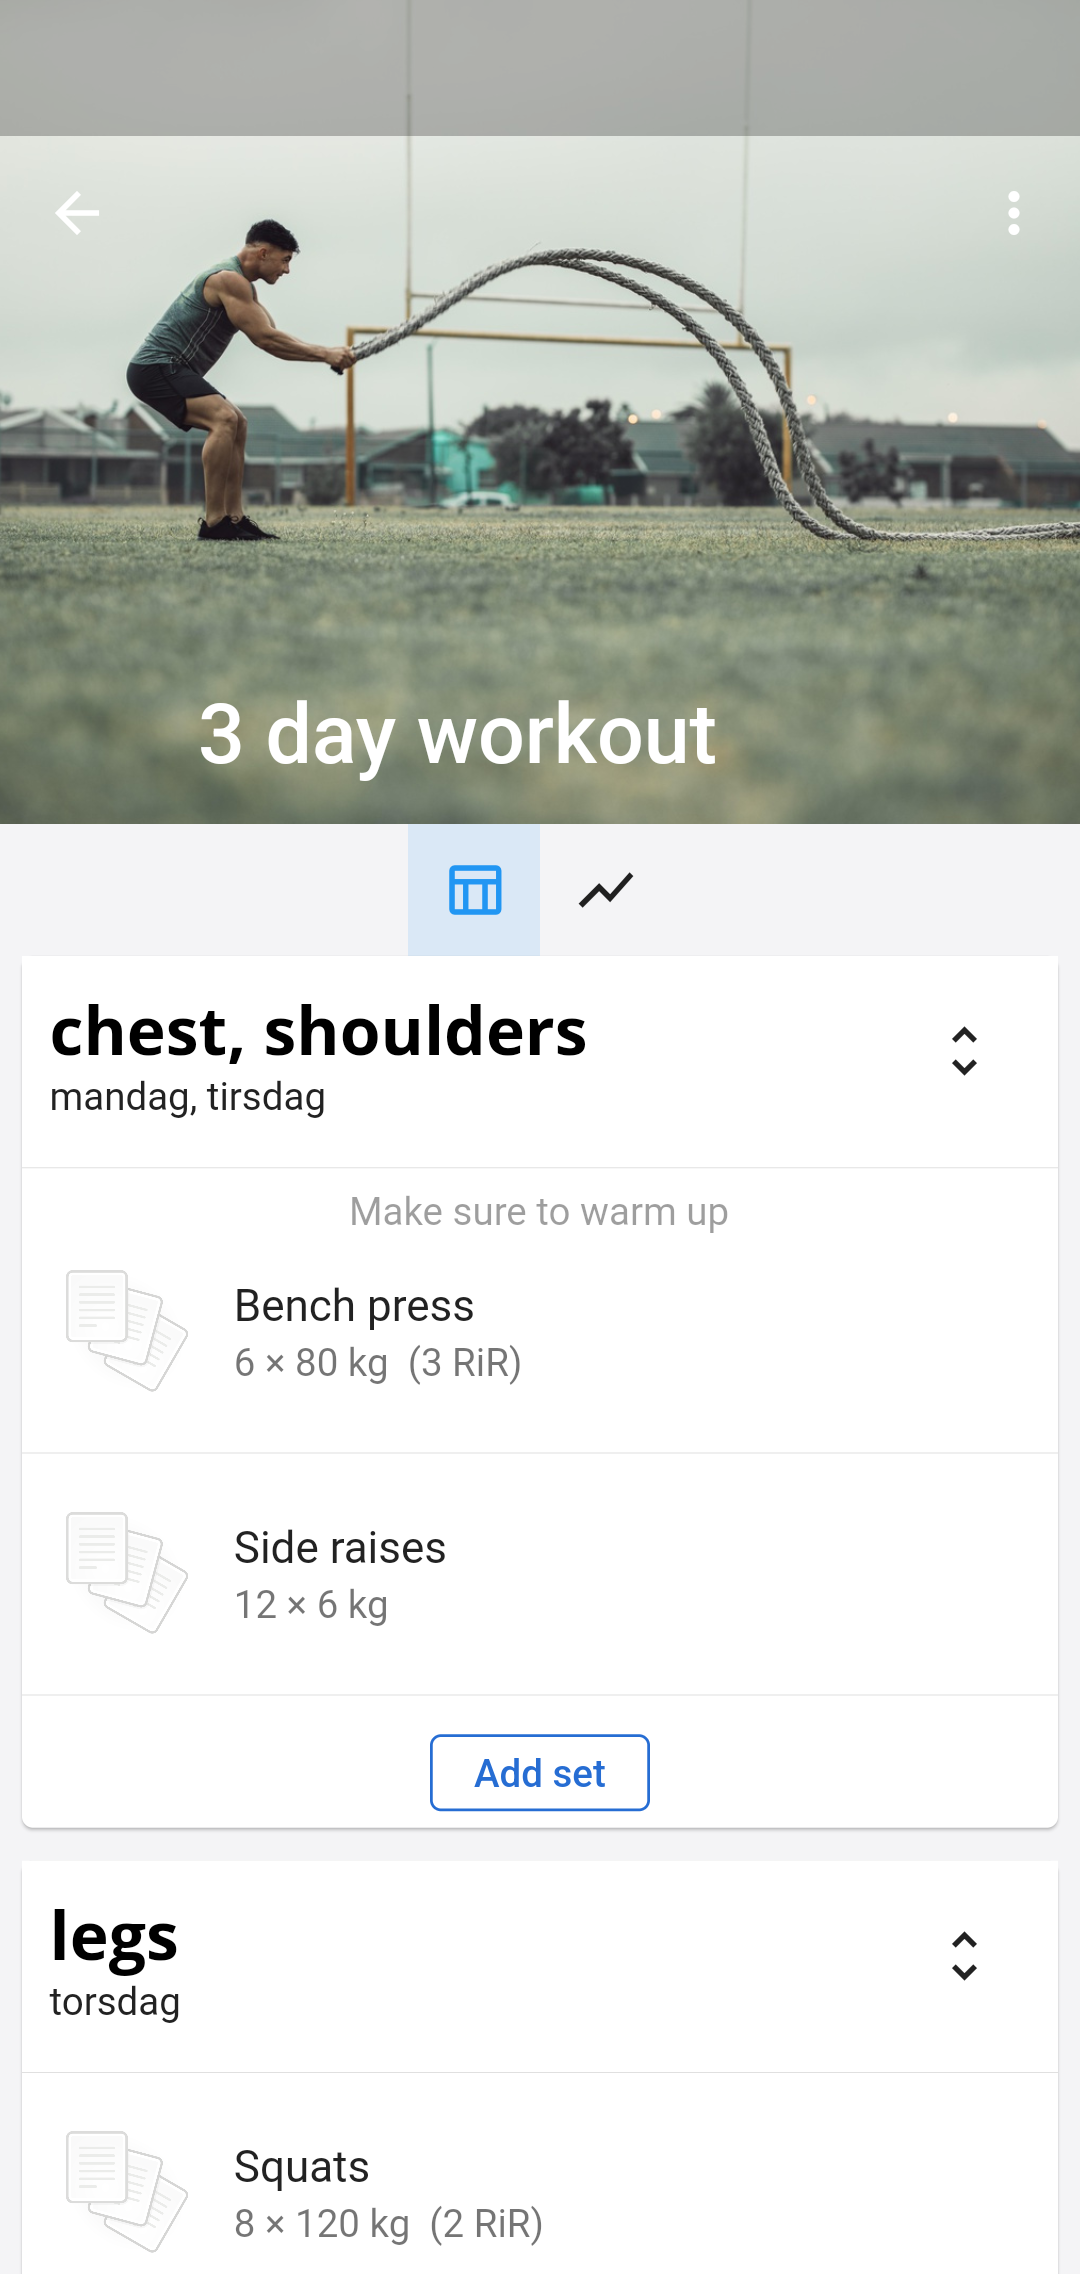 3 day workout
chest, shoulders
mandag, tirsdag
Make sure to warm up
Bench press
6 × 80 kg (3 RiR)
Side raises
12 × 6 kg
Add set
legs
torsdag
Squats
8 × 120 kg (2 RiR)